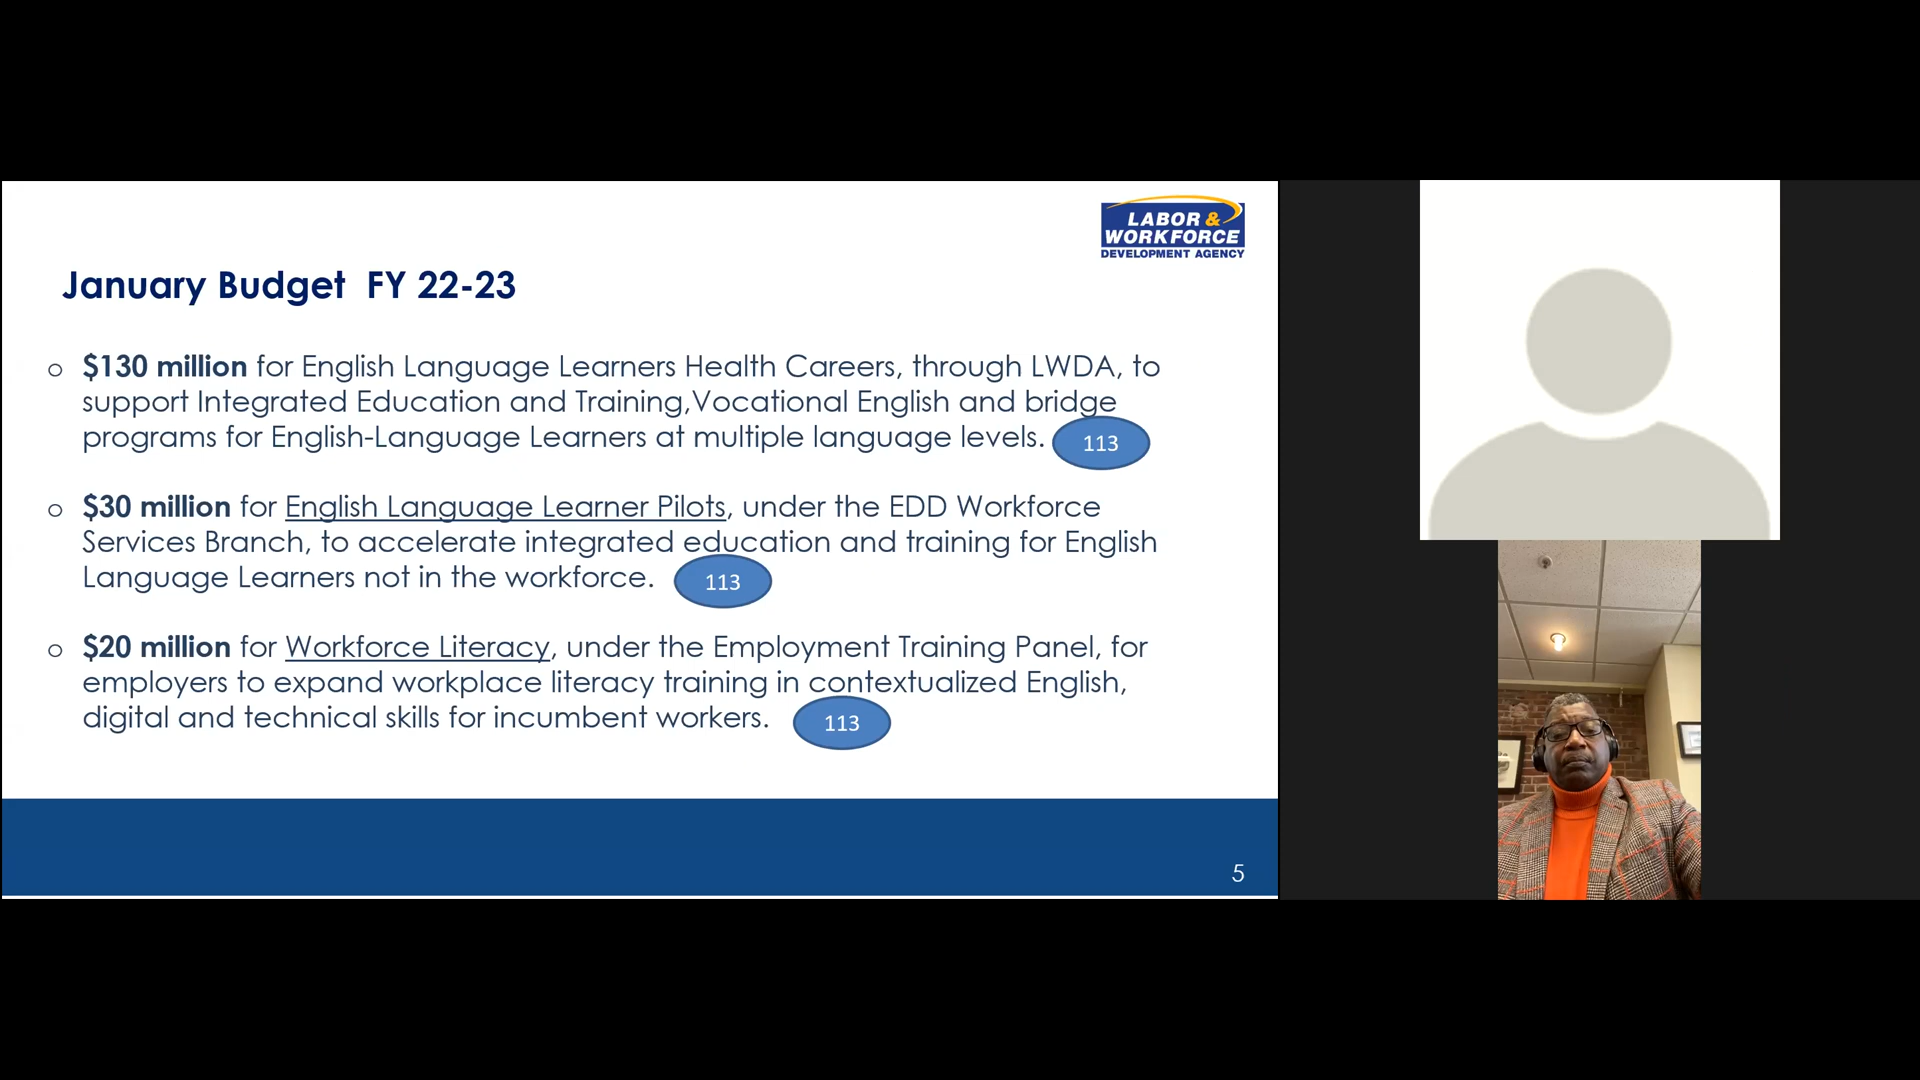 LABOR &
WORKFORCE
DEVELOPMENT AGENCY
January Budget FY 22-23
o $130 million for English Language Learners Health Careers, through LWDA, to
support Integrated Education and Training,Vocational English and bridge
programs for English-Language Learners at multiple language levels. 113
o $30 million for English Language Learner Pilots, under the EDD Workforce
Services Branch, to accelerate integrated education and training for English
Language Learners not in the workforce. 113
o $20 million for Workforce Literacy, under the Employment Training Panel, for
employers to expand workplace literacy training in contextualized English,
digital and technical skills for incumbent workers. 113
5